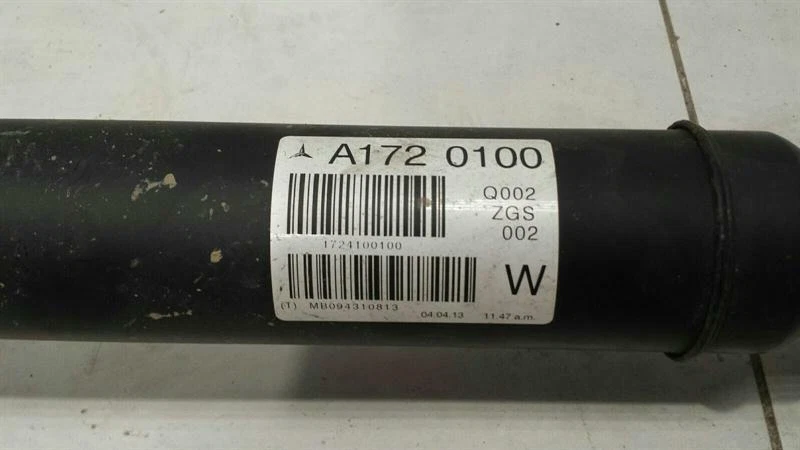 A172 0100
Q002
ZGS
002
1724100100
W
(1) MB094310813
04.04.13 11.47 a.m.